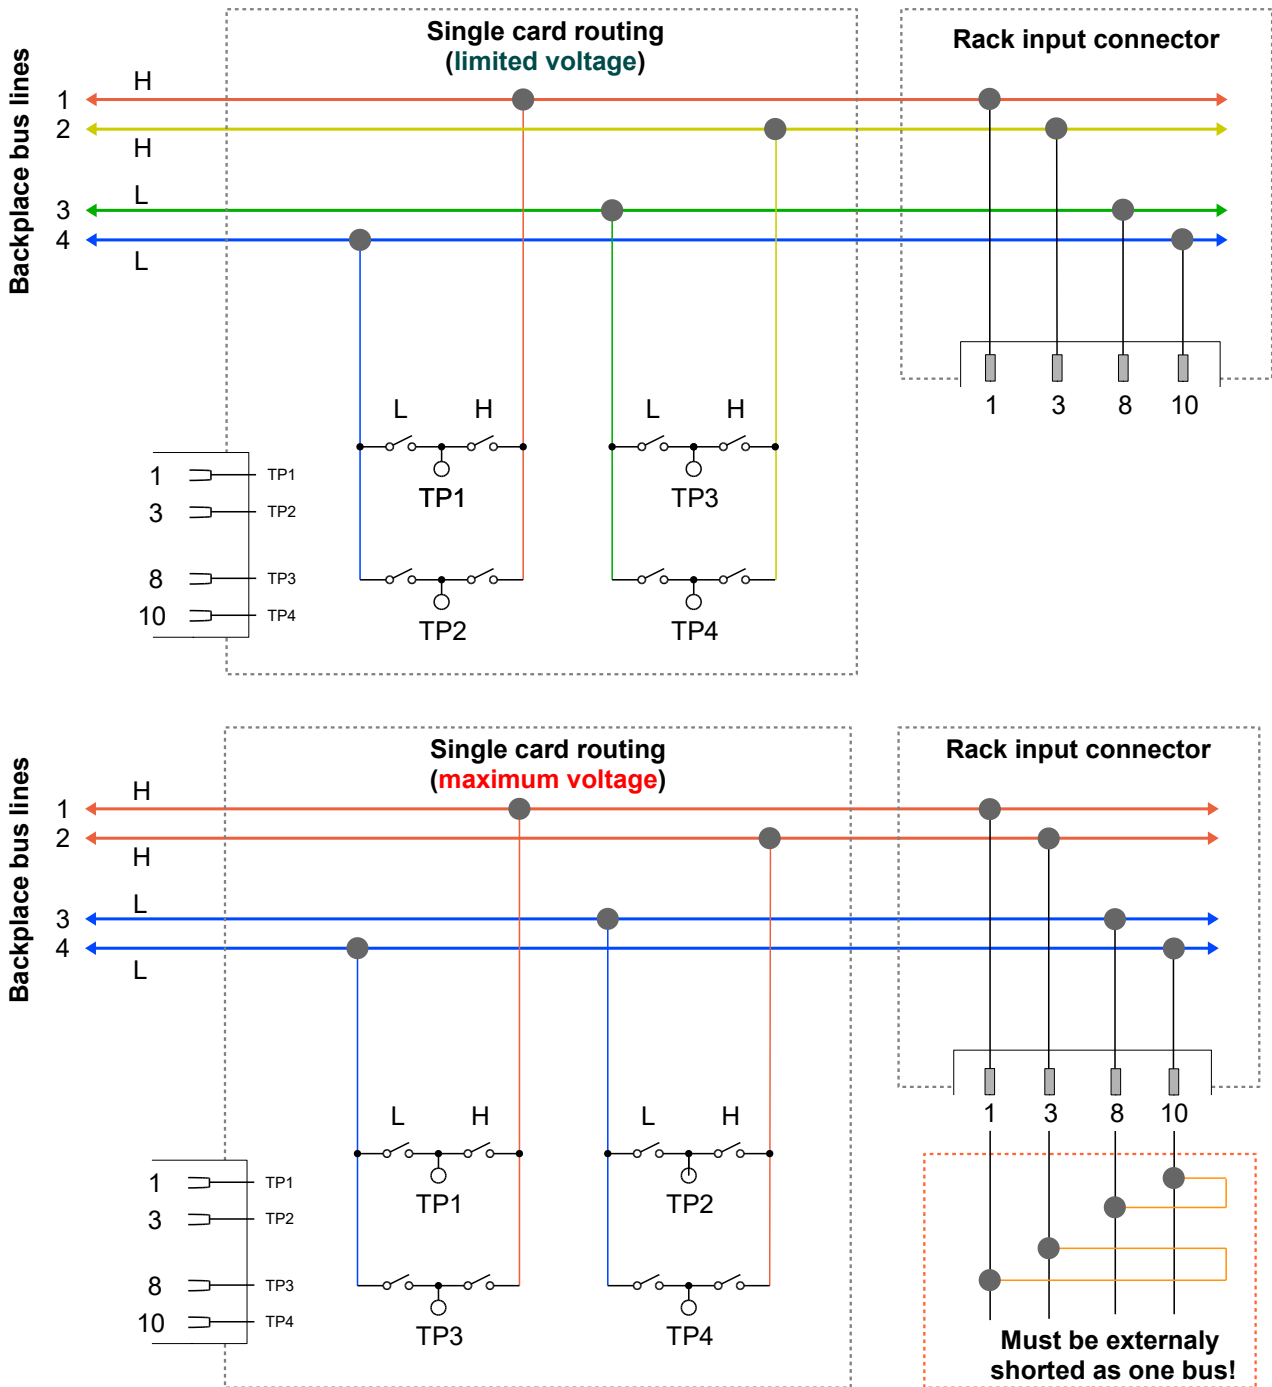 Single card routing
(limited voltage)
Rack input connector
Backplace bus lines
H
1
2
H
L
3
4
L
L H L H
1 3 8 10
TP1 TP3
1 TP1
3 TP2
8 TP3
10 TP4
TP2 TP4
Single card routing
(maximum voltage)
Rack input connector
Backplace bus lines
H
1
2
H
L
3
4
L
1 3 8 10
L H L H
TP1 TP2
1 TP1
3 TP2
8 TP3
10 TP4
TP3 TP4
Must be externaly
shorted as one bus!